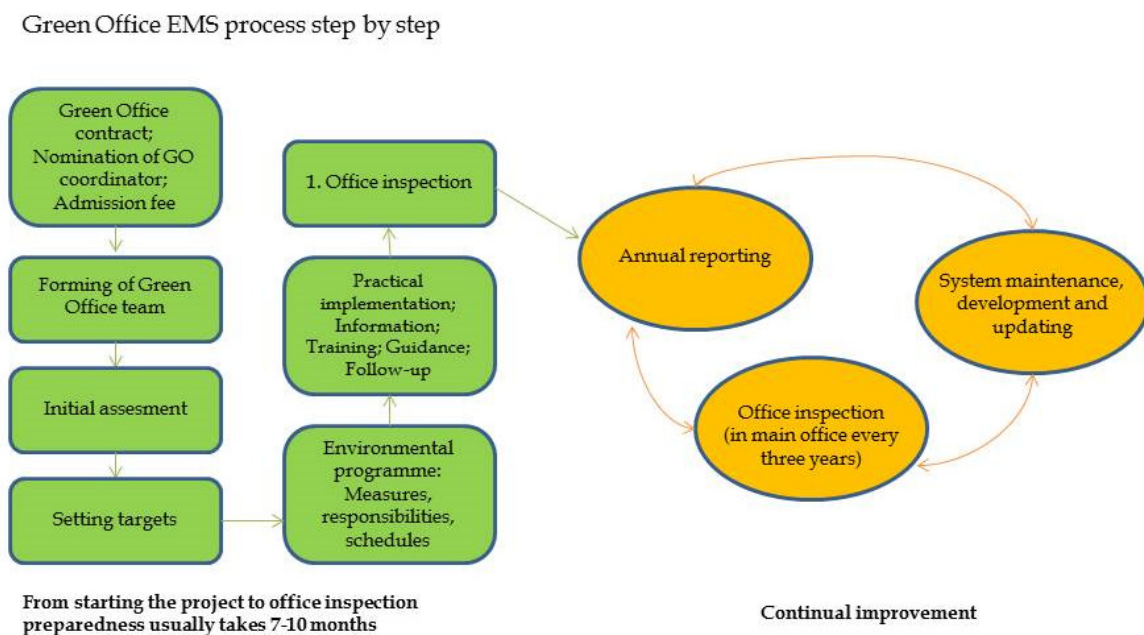 Green Office EMS process step by step
Green Office
contract;
Nomination of GO
coordinator;
Admission fee
Forming of Green
Office team
Initial assesment
Setting targets
Environmental
programme:
Measures,
responsibilities,
schedules
Practical
implementation;
Information;
Training; Guidance;
Follow-up
1. Office inspection
Annual reporting
System maintenance,
development and
updating
Office inspection
(in main office every
three years)
From starting the project to office inspection
preparedness usually takes 7-10 months
Continual improvement